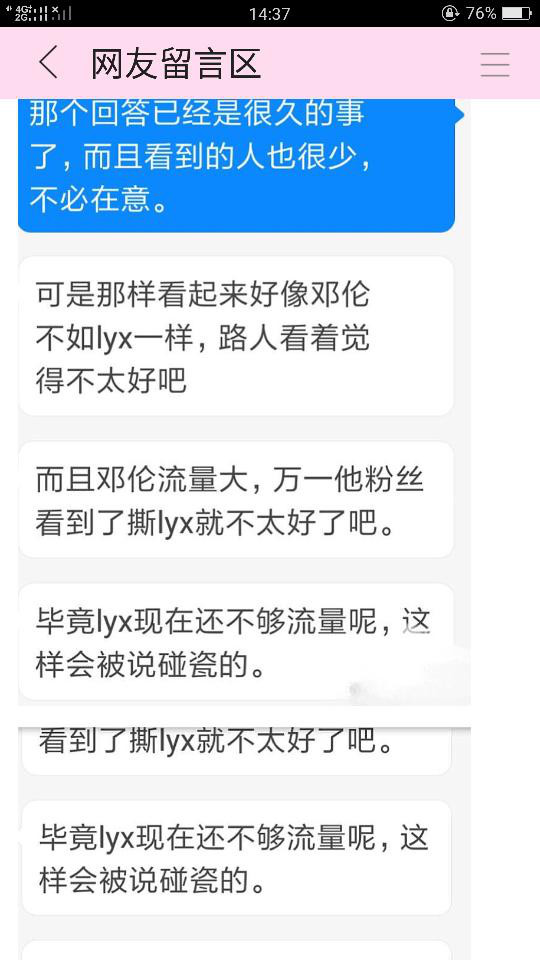 4G 2G 14:37 76%
网友留言区
那个回答已经是很久的事
了，而且看到的人也很少，
不必在意。
可是那样看起来好像邓伦
不如lyx一样，路人看着觉
得不太好吧
而且邓伦流量大，万一他粉丝
看到了撕lyx就不太好了吧。
毕竟lyx现在还不够流量呢，这
样会被说碰瓷的。
看到了撕lyx就不太好了吧。
毕竟lyx现在还不够流量呢，这
样会被说碰瓷的。